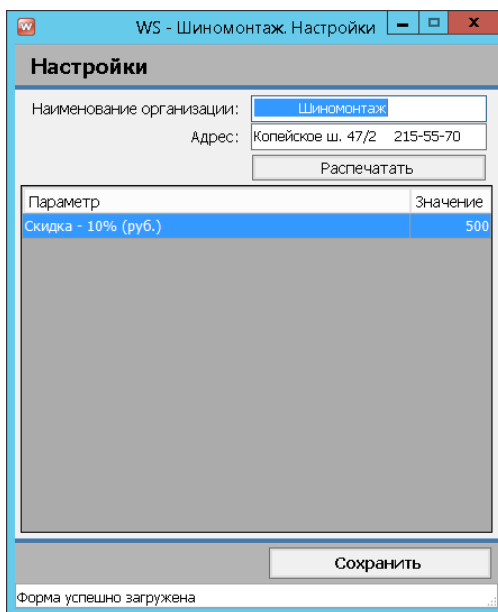 WS - Шиномонтаж. Настройки
Настройки
Наименование организации: Шиномонтаж
Адрес: Копейское ш. 47/2 215-55-70
Распечатать
Параметр Значение
Скидка - 10% (руб.) 500
Сохранить
Форма успешно загружена